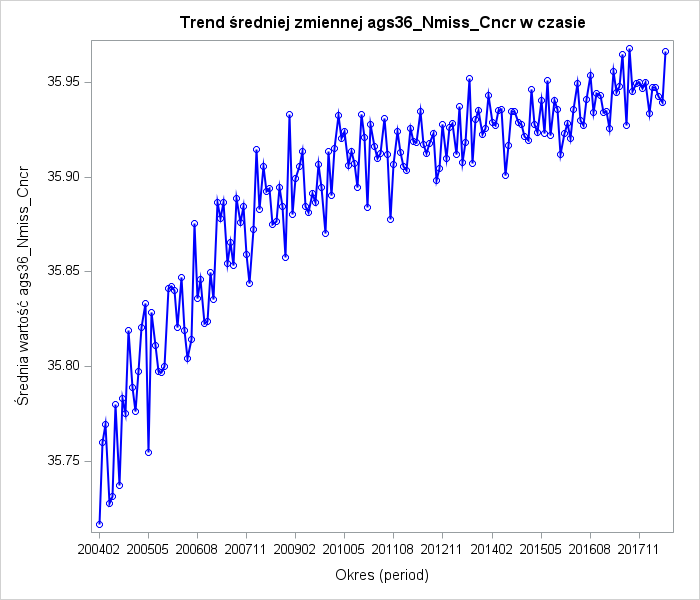 Trend średniej zmiennej ags36_Nmiss_Cncr w czasie
Średnia wartość ags36_Nmiss_Cncr
35.95
35.90
35.85
35.80
35.75
200402 200505 200608 200711 200902 201005 201108 201211 201402 201505 201608 201711
Okres (period)